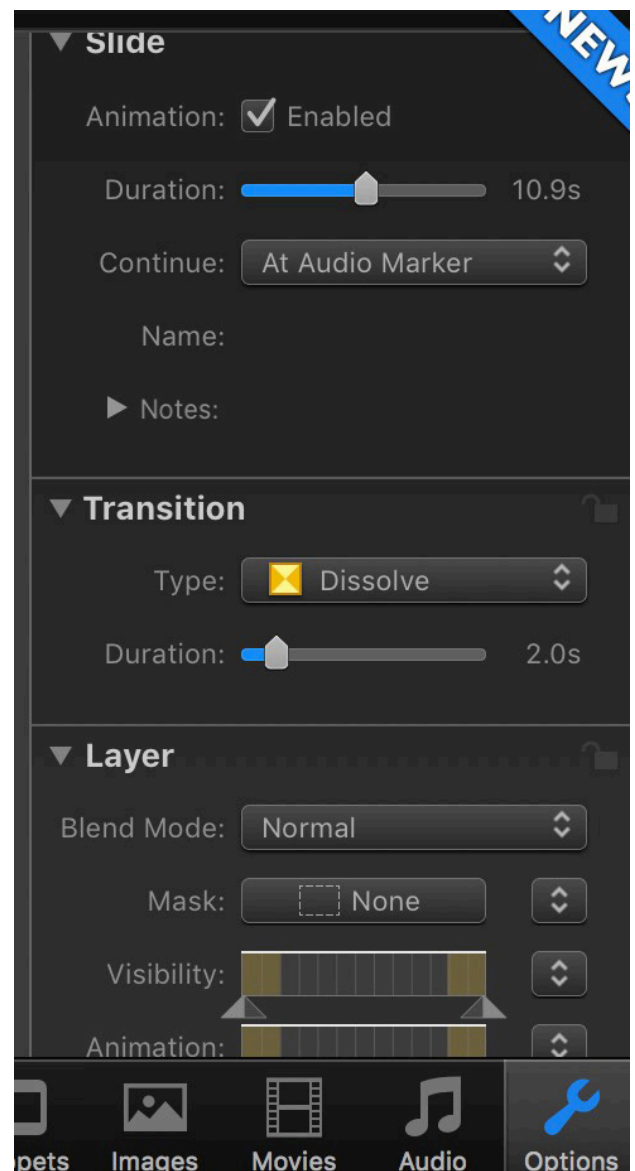 NEW
Slide
Animation: Enabled
Duration: 10.9s
Continue: At Audio Marker
Name:
Notes:
Transition
Type: Dissolve
Duration: 2.0s
Layer
Blend Mode: Normal
Mask: None
Visibility:
Animation:
pets Images Movies Audio Options